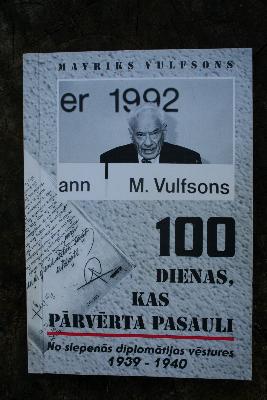 MAVRIKS VULFSONS
er 1992
ann M. Vulfsons
100
DIENAS,
KAS
PĀRVĒRTA PASAULI
No slepenās diplomātijas vēstures
1939 - 1940